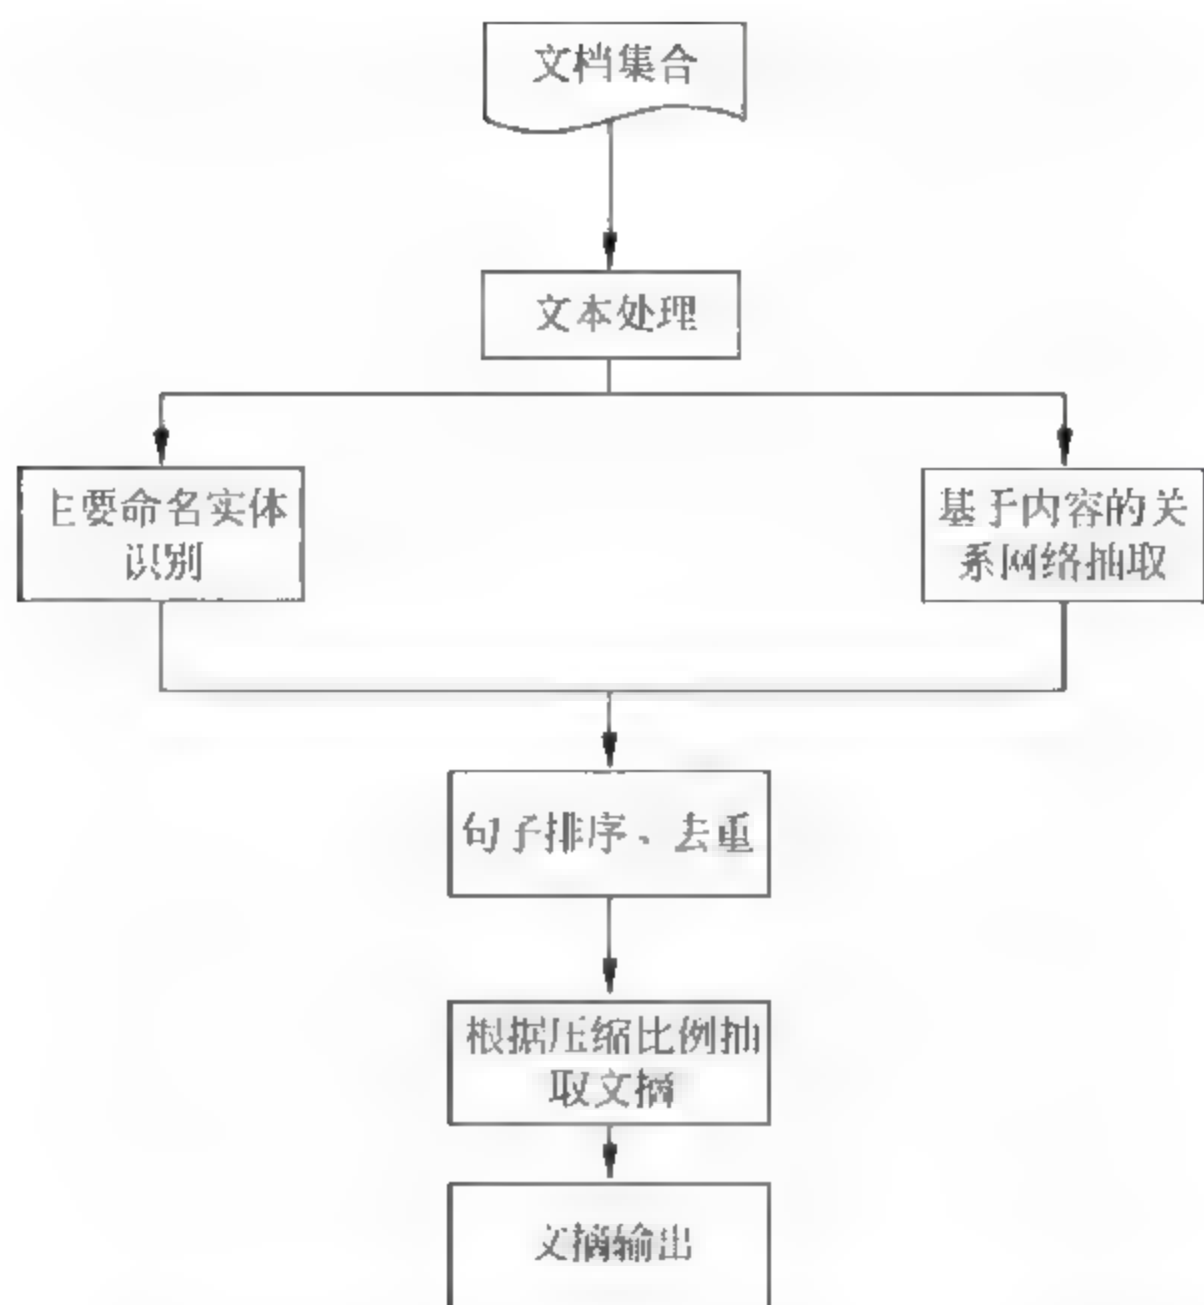 文档集合
文本处理
主要命名实体
识别
基于内容的关
系网络抽取
句子排序、去重
根据压缩比例抽
取文摘
文摘输出